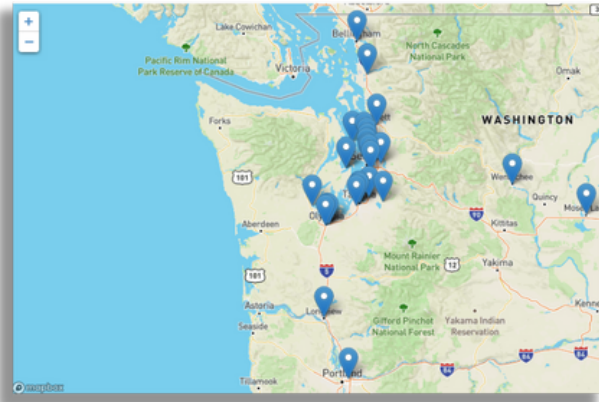 +
−
Lake Cowichan
Bellingham
North Cascades
National Park
Pacific Rim National
Park Reserve of Canada
Victoria
Omak
Forks
WASHINGTON
101
Quincy
90
Aberdeen
Kittitas
Mount Rainier
National Park
12
Yakima
101
5
Astoria
Gifford Pinchot
National Forest
Yakama Indian
Reservation
Seaside
84
84
84
Portland
Tillamook
mapbox